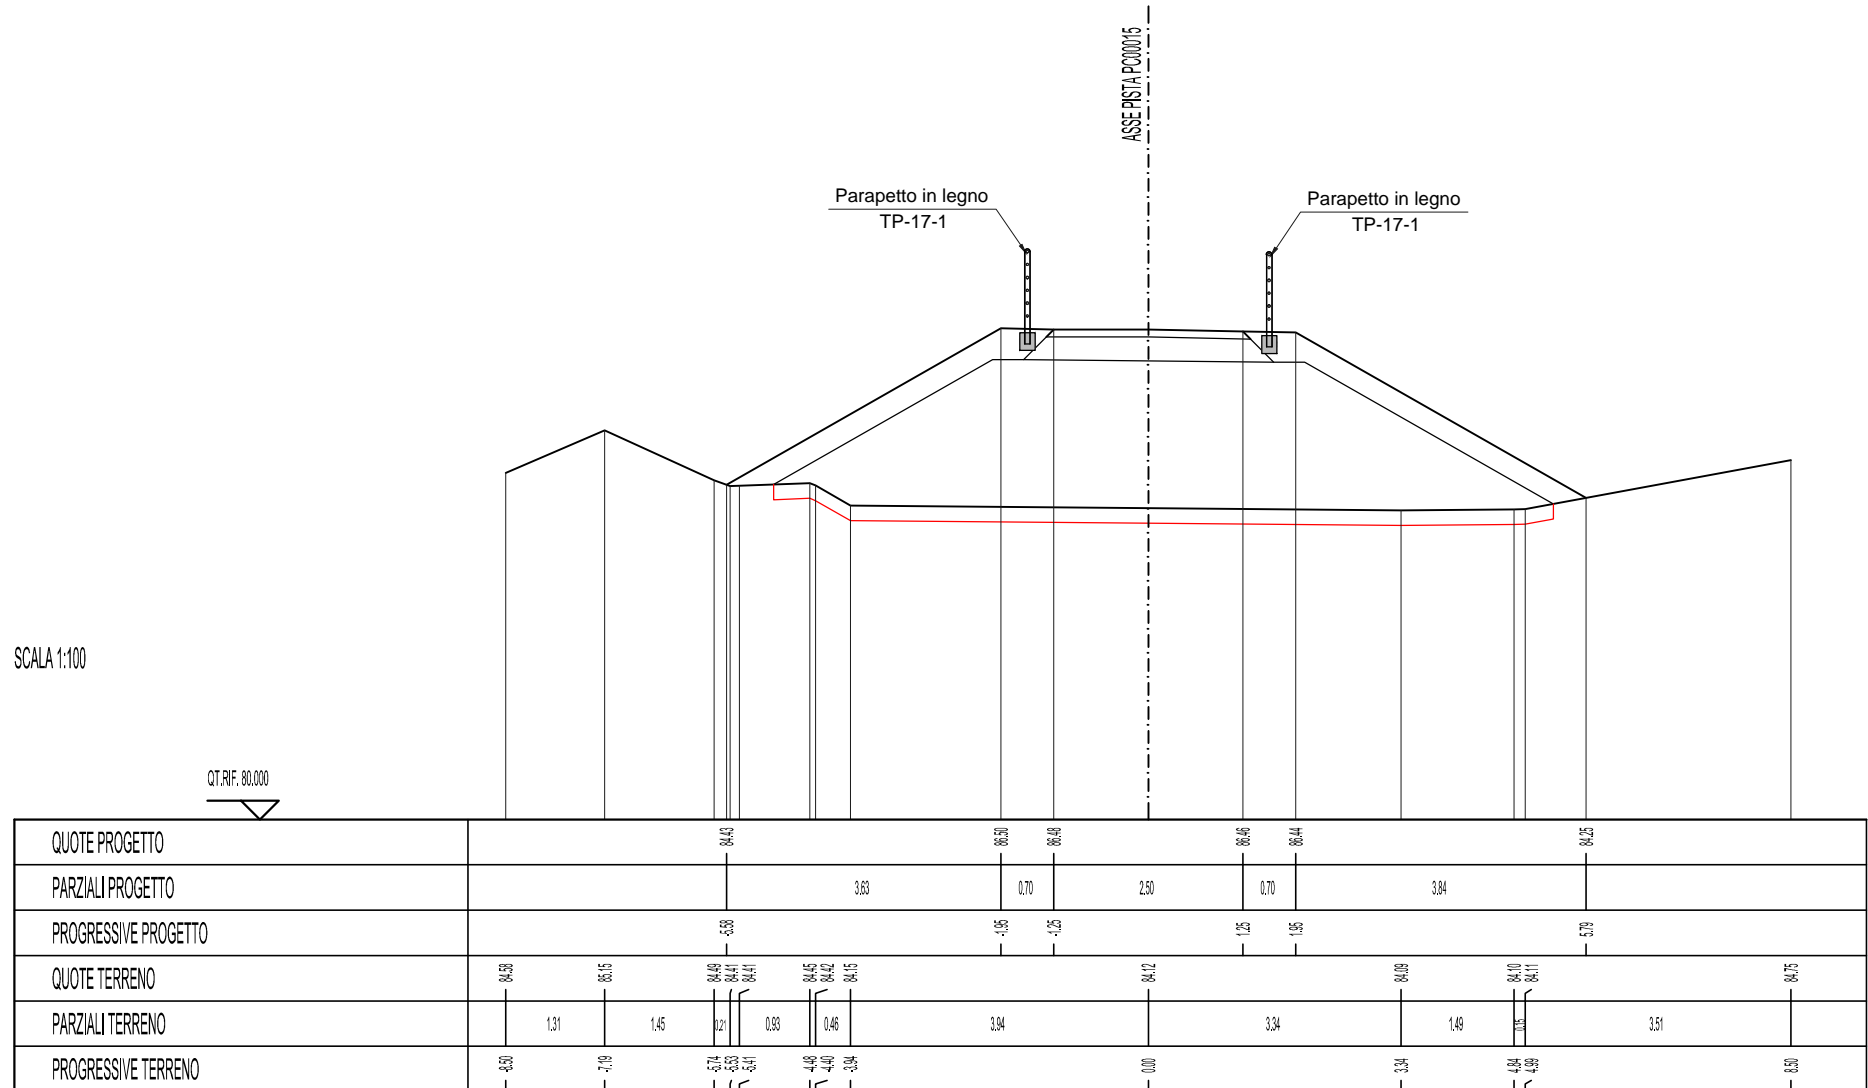 ASSE PISTA PC00015
Parapetto in legno
TP-17-1
Parapetto in legno
TP-17-1
SCALA 1:100
QT.RIF. 80.000
QUOTE PROGETTO 84.43 86.50 86.48 86.46 86.44 84.25
PARZIALI PROGETTO 3.63 0.70 2.50 0.70 3.84
PROGRESSIVE PROGETTO -5.58 -1.95 -1.25 1.25 1.95 5.79
QUOTE TERRENO 84.58 85.15 84.49 84.41 84.41 84.45 84.42 84.15 84.12 84.09 84.10 84.11 84.75
PARZIALI TERRENO 1.31 1.45 0.21 0.93 0.46 3.94 3.34 1.49 0.15 3.51
PROGRESSIVE TERRENO -8.50 -7.19 -5.74 -5.53 -5.41 -4.48 -4.40 -3.94 0.00 3.34 4.84 4.99 8.50